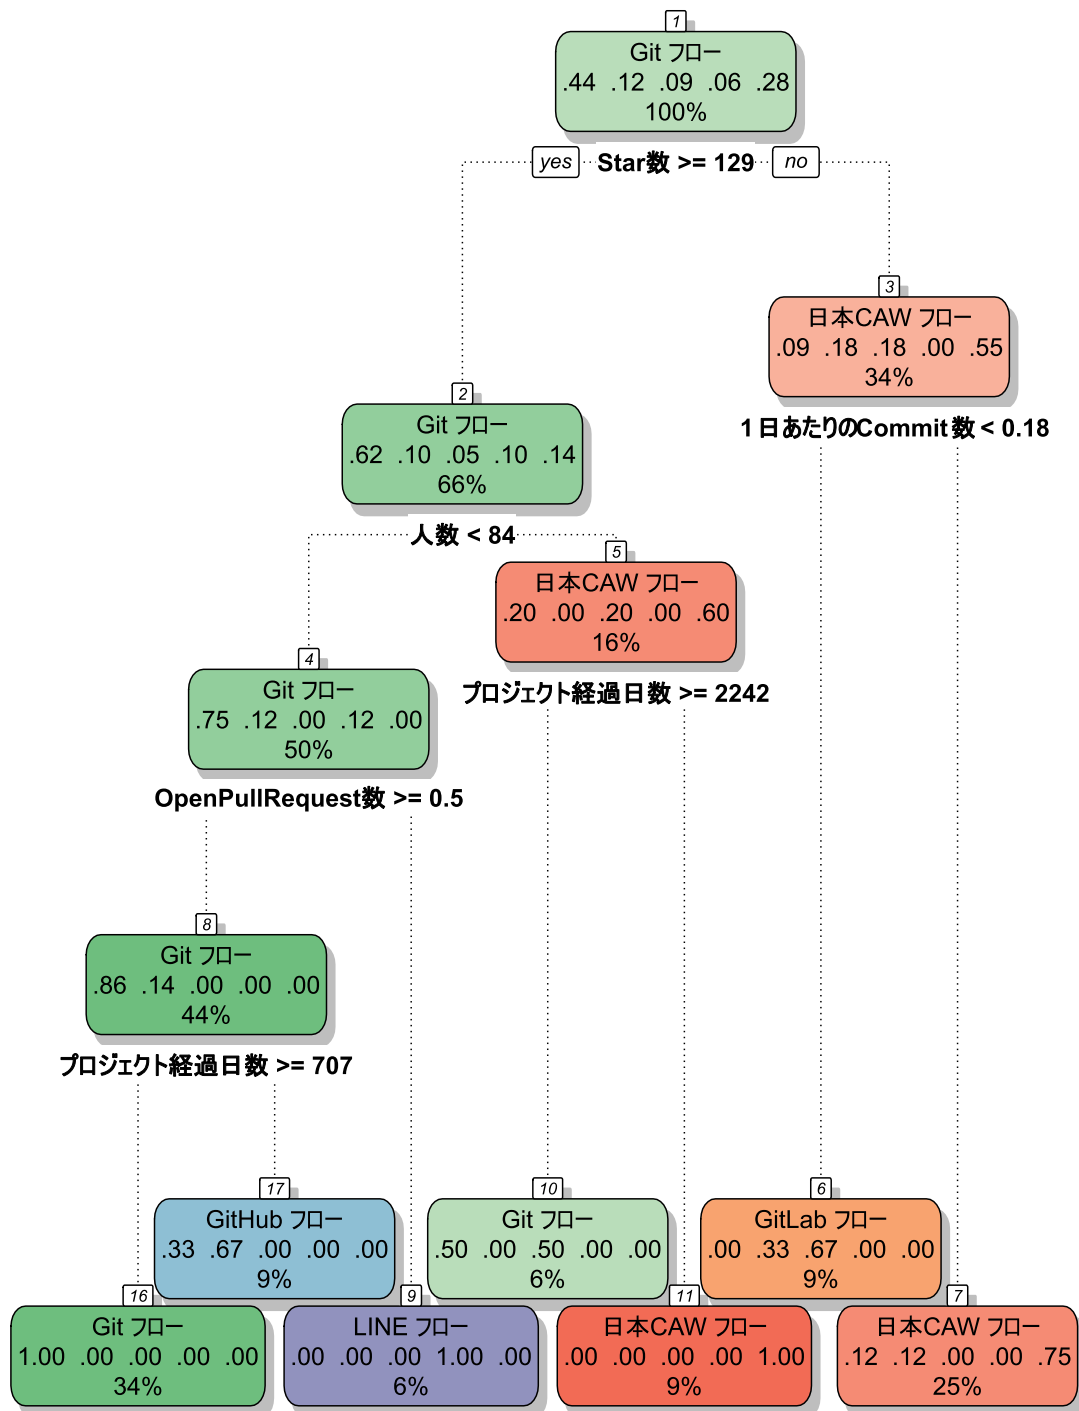 1
Git フロー
.44 .12 .09 .06 .28
100%
yes Star数 >= 129 no
3
日本CAW フロー
.09 .18 .18 .00 .55
34%
1日あたりのCommit数 < 0.18
2
Git フロー
.62 .10 .05 .10 .14
66%
人数 < 84
5
日本CAW フロー
.20 .00 .20 .00 .60
16%
プロジェクト経過日数 >= 2242
4
Git フロー
.75 .12 .00 .12 .00
50%
OpenPullRequest数 >= 0.5
8
Git フロー
.86 .14 .00 .00 .00
44%
プロジェクト経過日数 >= 707
17
GitHub フロー
.33 .67 .00 .00 .00
9%
10
Git フロー
.50 .00 .50 .00 .00
6%
6
GitLab フロー
.00 .33 .67 .00 .00
9%
16
Git フロー
1.00 .00 .00 .00 .00
34%
9
LINE フロー
.00 .00 .00 1.00 .00
6%
11
日本CAW フロー
.00 .00 .00 .00 1.00
9%
7
日本CAW フロー
.12 .12 .00 .00 .75
25%